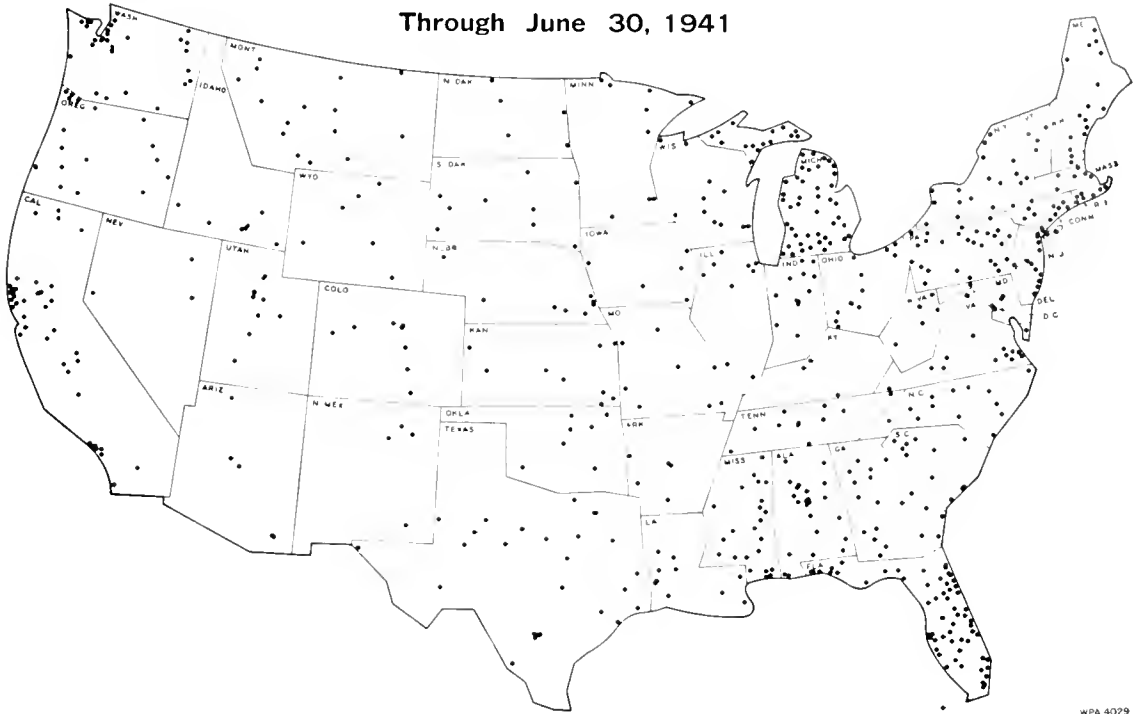 Through June 30, 1941
WASH
MONT
N DAK
MINN
ME
IDAHO
OREG
N Y
VT
N H
WIS
S DAK
MICH
MASS
WYO
R I
CAL
NEV
CONN
IOWA
UTAH
NEBR
ILL
IND
OHIO
PA
N J
MD
COLO
VA
VA
DEL
D C
MO
KAN
KY
ARIZ
N MEX
OKLA
TENN
N C
TEXAS
ARK
S C
MISS
ALA
GA
LA
FLA
WPA 4029